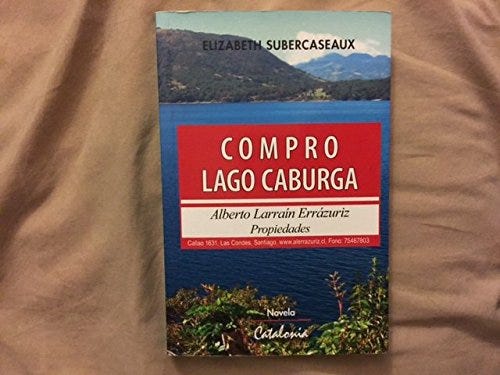 ELIZABETH SUBERCASEAUX
COMPRO
LAGO CABURGA
Alberto Larraín Errázuriz
Propiedades
Callao 1631, Las Condes, Santiago. www.alerrazuriz.cl, Fono: 75467803
Novela
Catalonia